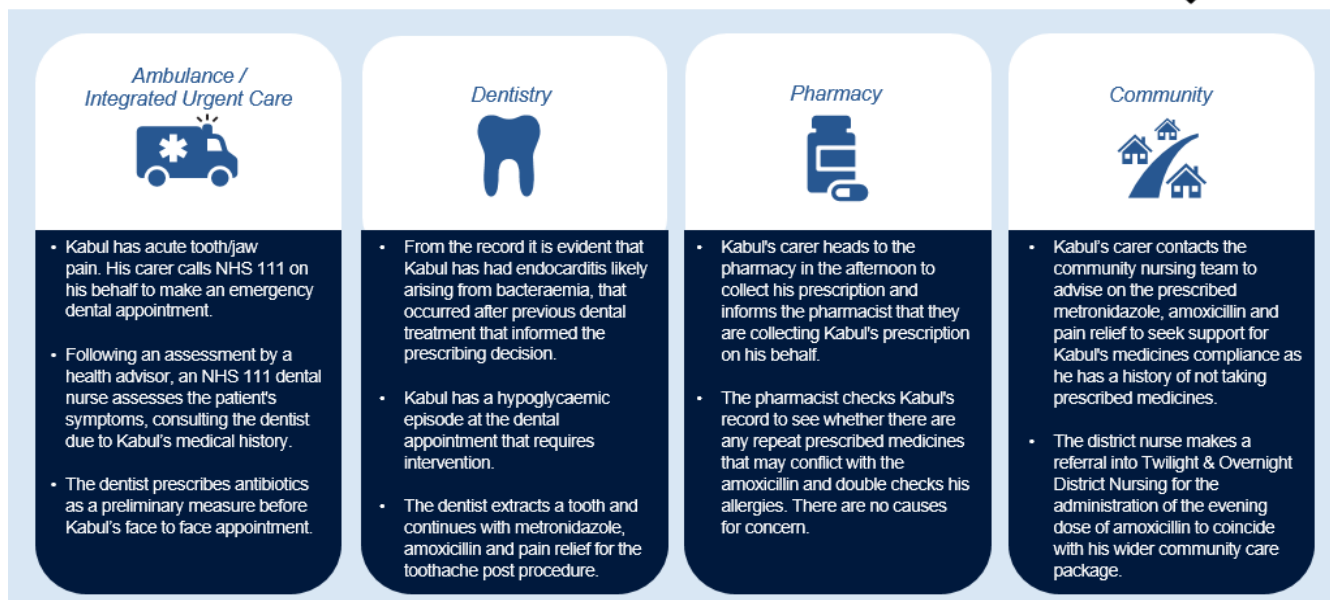 Ambulance /
Integrated Urgent Care
• Kabul has acute tooth/jaw
pain. His carer calls NHS 111 on
his behalf to make an emergency
dental appointment.
• Following an assessment by a
health advisor, an NHS 111 dental
nurse assesses the patient's
symptoms, consulting the dentist
due to Kabul's medical history.
• The dentist prescribes antibiotics
as a preliminary measure before
Kabul's face to face appointment.
Dentistry
• From the record it is evident that
Kabul has had endocarditis likely
arising from bacteraemia, that
occurred after previous dental
treatment that informed the
prescribing decision.
• Kabul has a hypoglycaemic
episode at the dental
appointment that requires
intervention.
• The dentist extracts a tooth and
continues with metronidazole,
amoxicillin and pain relief for the
toothache post procedure.
Pharmacy
• Kabul's carer heads to the
pharmacy in the afternoon to
collect his prescription and
informs the pharmacist that they
are collecting Kabul's prescription
on his behalf.
• The pharmacist checks Kabul's
record to see whether there are
any repeat prescribed medicines
that may conflict with the
amoxicillin and double checks his
allergies. There are no causes
for concern.
Community
• Kabul's carer contacts the
community nursing team to
advise on the prescribed
metronidazole, amoxicillin and
pain relief to seek support for
Kabul's medicines compliance as
he has a history of not taking
prescribed medicines.
• The district nurse makes a
referral into Twilight & Overnight
District Nursing for the
administration of the evening
dose of amoxicillin to coincide
with his wider community care
package.